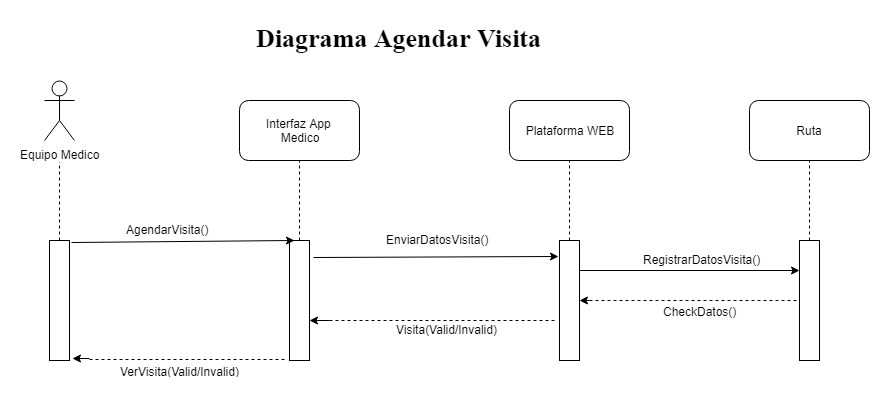 Diagrama Agendar Visita
Equipo Medico
Interfaz App
Medico
Plataforma WEB
Ruta
AgendarVisita()
EnviarDatosVisita()
RegistrarDatosVisita()
CheckDatos()
Visita(Valid/Invalid)
VerVisita(Valid/Invalid)